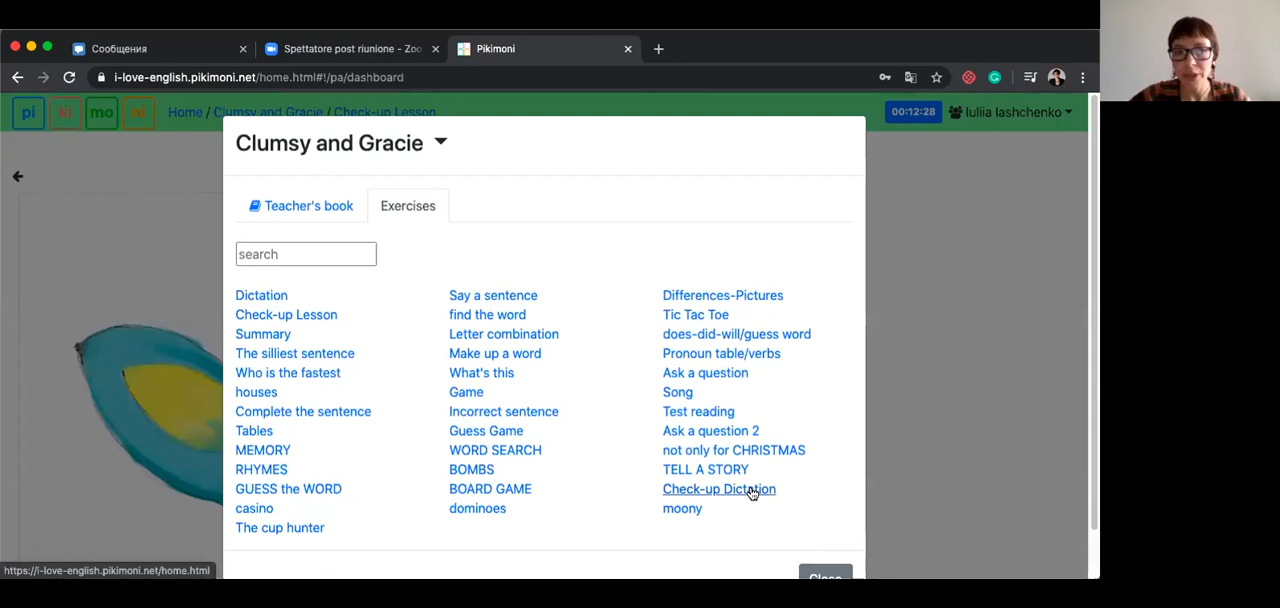 Сообщения
Spettatore post riunione - Zoo
Pikimoni
i-love-english.pikimoni.net/home.html#!/pa/dashboard
pi ki mo ni Home / Clumsy and Gracie / Check-up Lesson 00:12:28 Iuliia Iashchenko
Clumsy and Gracie
Teacher's book Exercises
search
Dictation Say a sentence Differences-Pictures
Check-up Lesson find the word Tic Tac Toe
Summary Letter combination does-did-will/guess word
The silliest sentence Make up a word Pronoun table/verbs
Who is the fastest What's this Ask a question
houses Game Song
Complete the sentence Incorrect sentence Test reading
Tables Guess Game Ask a question 2
MEMORY WORD SEARCH not only for CHRISTMAS
RHYMES BOMBS TELL A STORY
GUESS the WORD BOARD GAME Check-up Dictation
casino dominoes moony
The cup hunter
https://i-love-english.pikimoni.net/home.html
Close